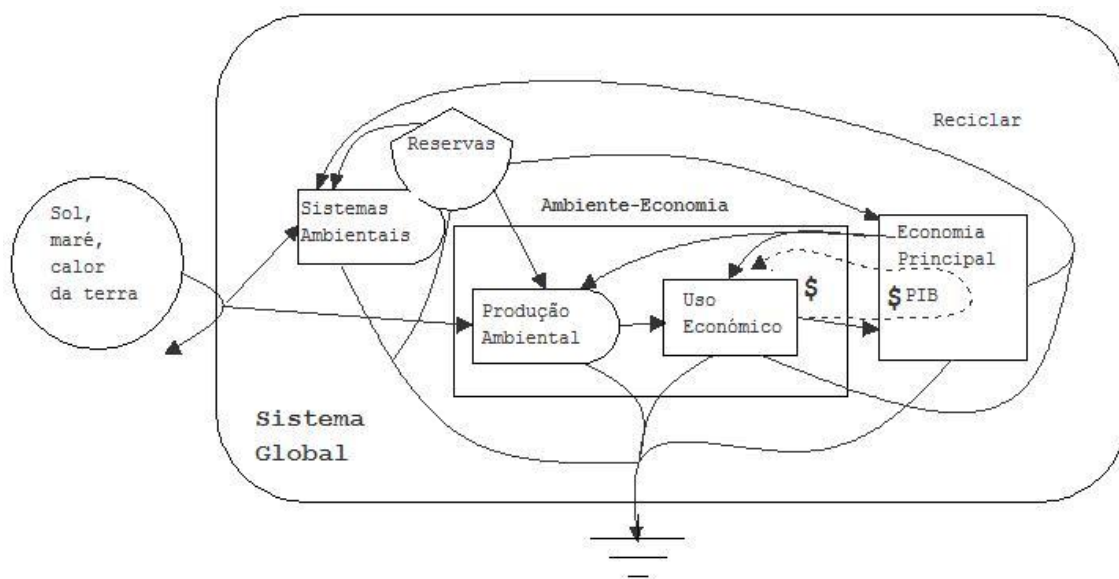 Reciclar
Reservas
Sol,
maré,
calor
da terra
Sistemas
Ambientais
Ambiente-Economia
Economia
Principal
Produção
Ambiental
Uso
Económico
$
$ PIB
Sistema
Global